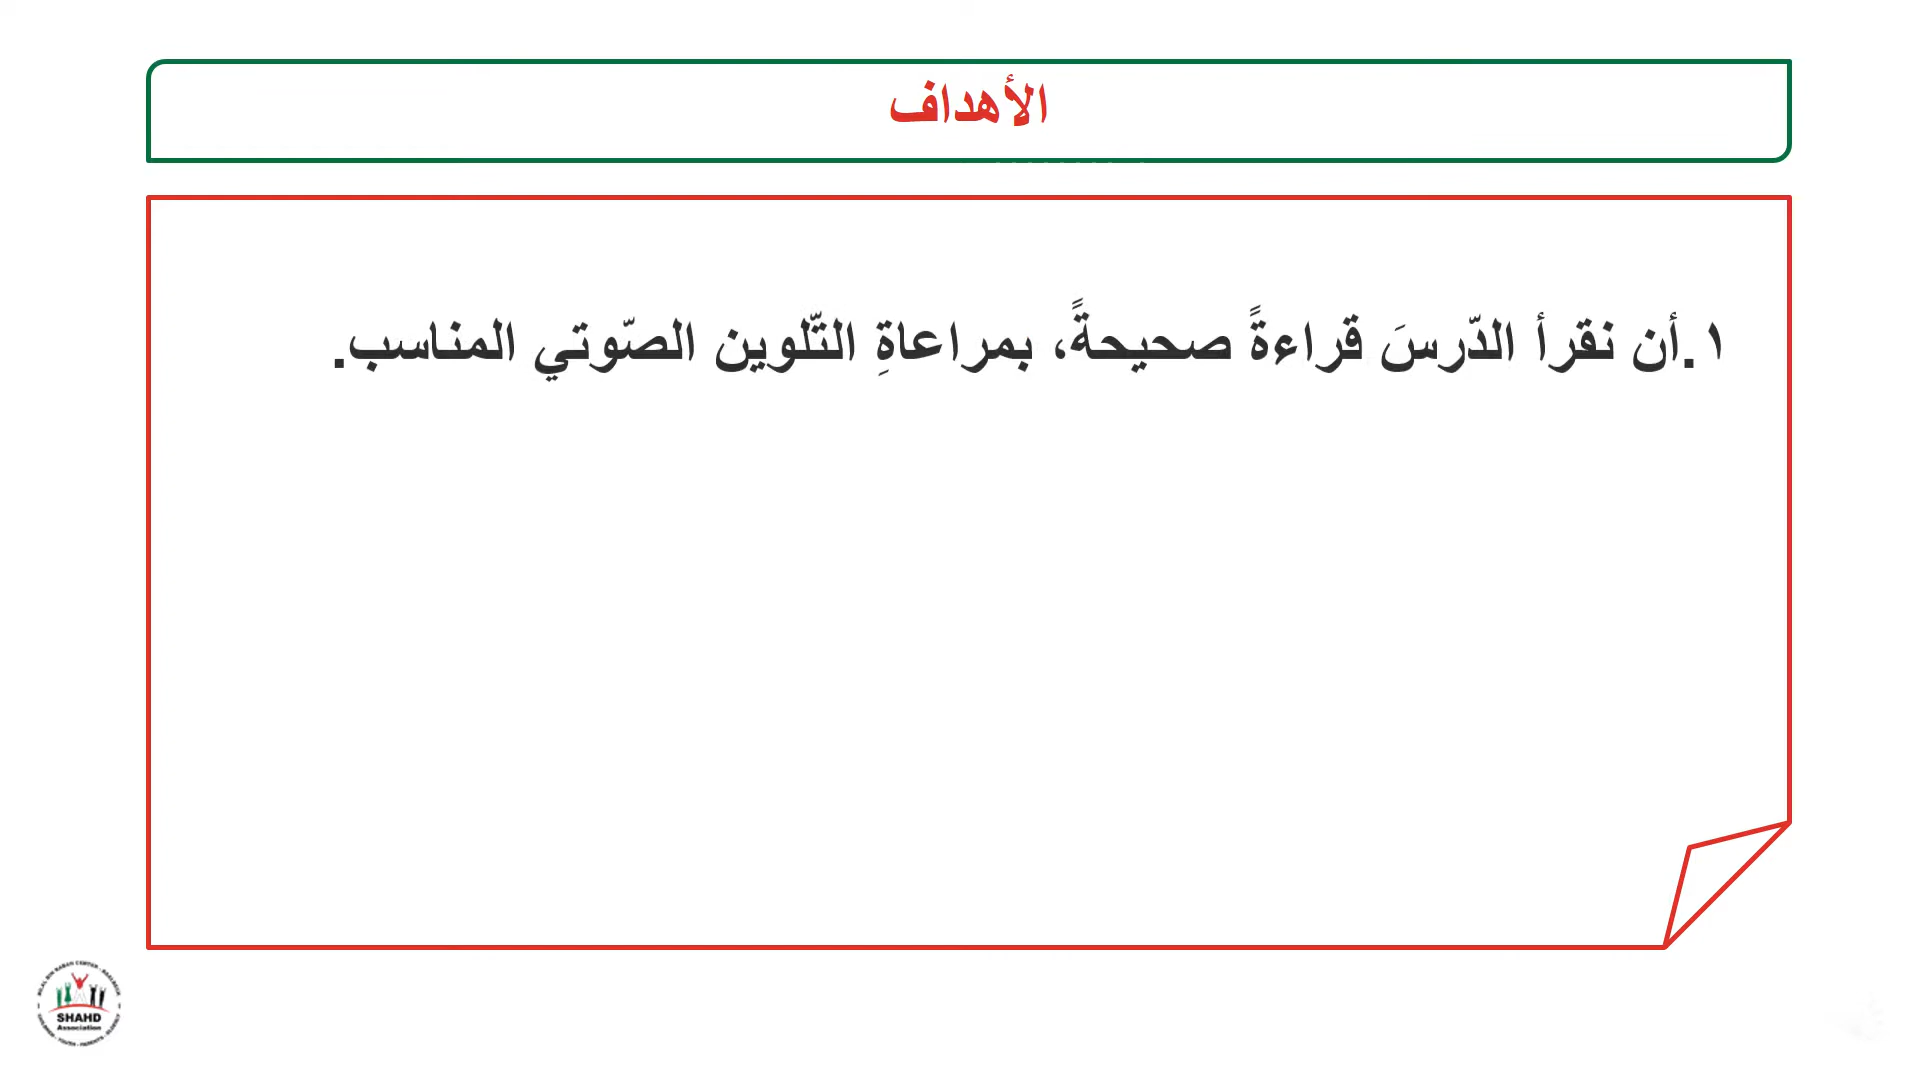 الأهداف
١.أن نقرأ الدّرسَ قراءةً صحيحةً، بمراعاةِ التّلوين الصّوتي المناسب.
SHAHD
Association